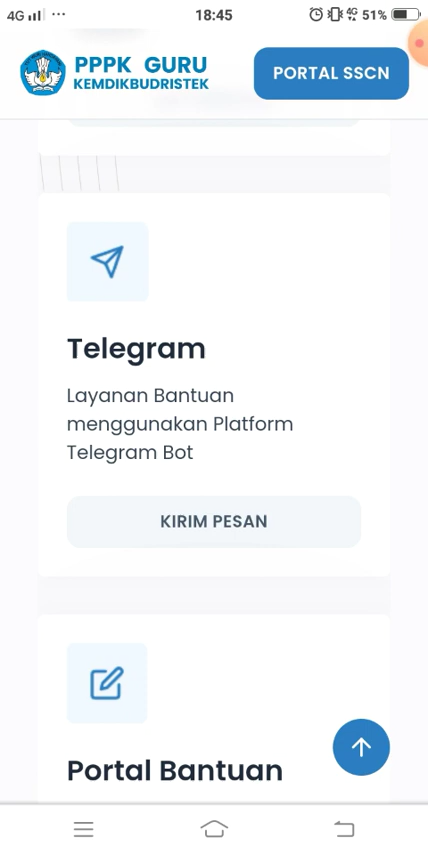 4G 18:45 4G 51%
PPPK GURU
KEMDIKBUDRISTEK
PORTAL SSCN
Telegram
Layanan Bantuan
menggunakan Platform
Telegram Bot
KIRIM PESAN
Portal Bantuan